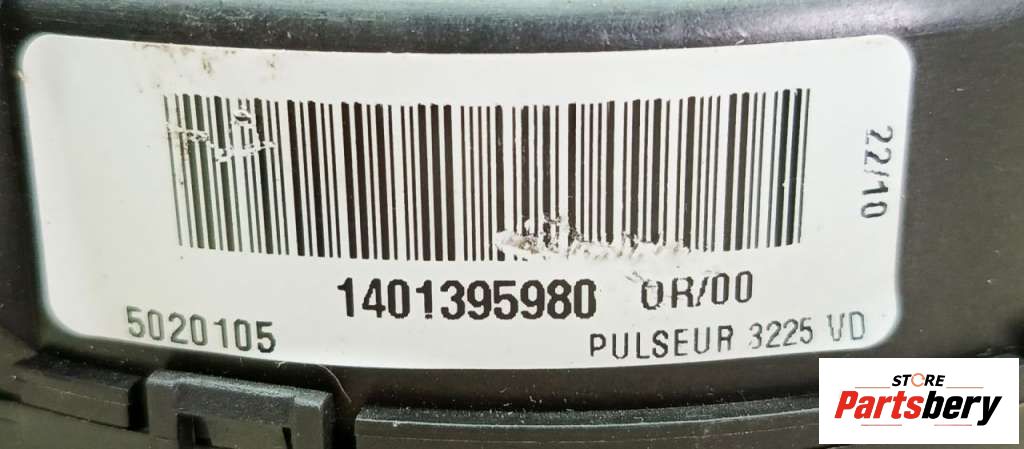 22/10
1401395980 0R/00
5020105
PULSEUR 3225 VD
STORE
Partsbery